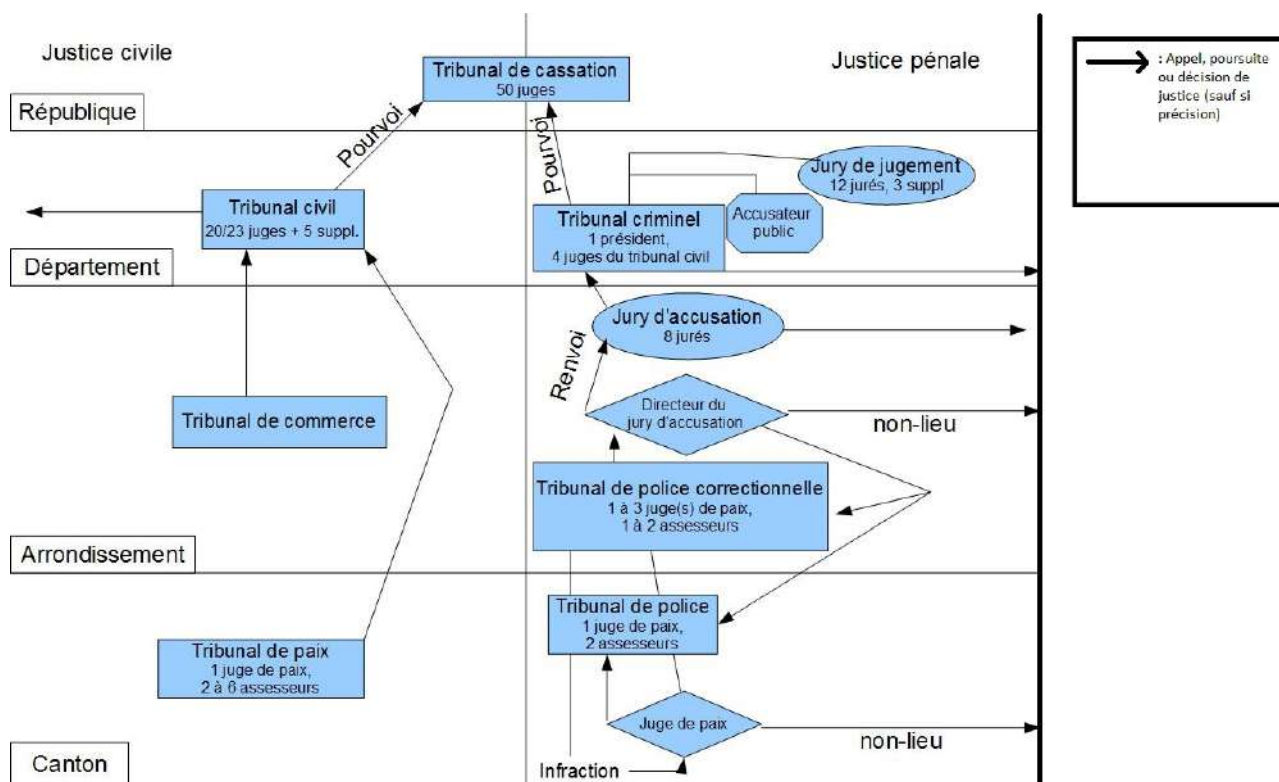 Justice civile
Justice pénale
Tribunal de cassation
50 juges
: Appel, poursuite
ou décision de
justice (sauf si
précision)
République
Pourvoi
Pourvoi
Jury de jugement
12 jurés, 3 suppl
Tribunal civil
20/23 juges + 5 suppl.
Tribunal criminel
1 président,
4 juges du tribunal civil
Accusateur
public
Département
Jury d'accusation
8 jurés
Renvoi
Tribunal de commerce
Directeur du
jury d'accusation
non-lieu
Tribunal de police correctionnelle
1 à 3 juge(s) de paix,
1 à 2 assesseurs
Arrondissement
Tribunal de police
1 juge de paix,
2 assesseurs
Tribunal de paix
1 juge de paix,
2 à 6 assesseurs
Juge de paix
non-lieu
Canton
Infraction